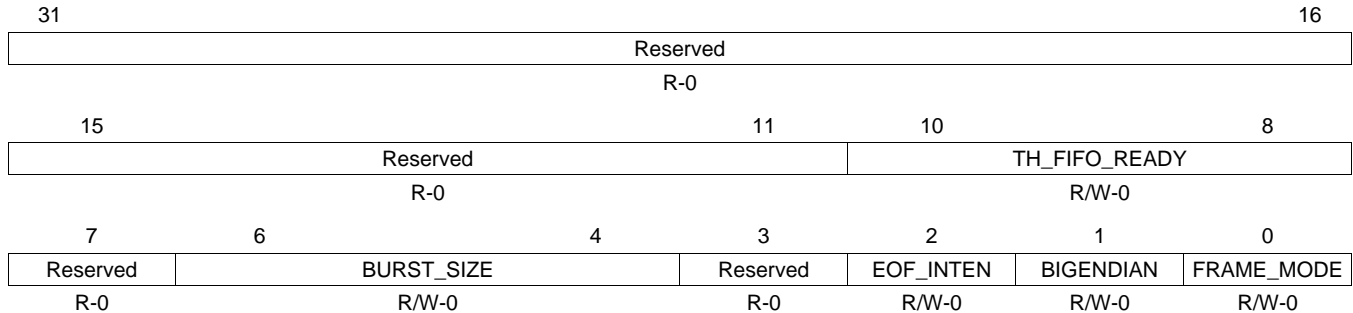 31 16
Reserved
R-0
15 11 10 8
Reserved TH_FIFO_READY
R-0 R/W-0
7 6 4 3 2 1 0
Reserved BURST_SIZE Reserved EOF_INTEN BIGENDIAN FRAME_MODE
R-0 R/W-0 R-0 R/W-0 R/W-0 R/W-0